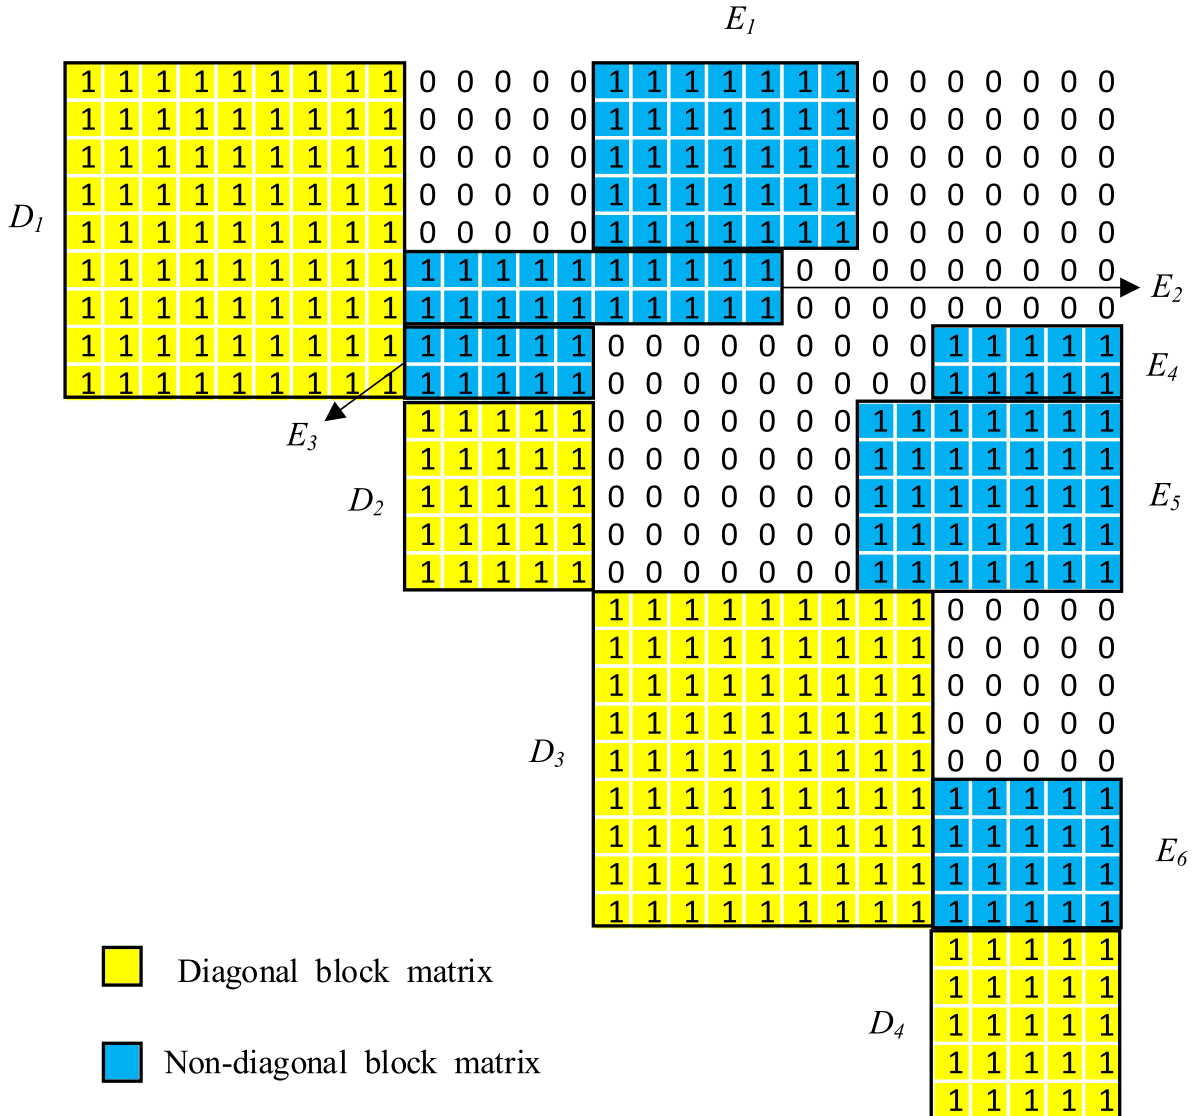 E1
1 1 1 1 1 1 1 1 1 0 0 0 0 0 1 1 1 1 1 1 1 0 0 0 0 0 0 0
1 1 1 1 1 1 1 1 1 0 0 0 0 0 1 1 1 1 1 1 1 0 0 0 0 0 0 0
1 1 1 1 1 1 1 1 1 0 0 0 0 0 1 1 1 1 1 1 1 0 0 0 0 0 0 0
1 1 1 1 1 1 1 1 1 0 0 0 0 0 1 1 1 1 1 1 1 0 0 0 0 0 0 0
D1
1 1 1 1 1 1 1 1 1 0 0 0 0 0 1 1 1 1 1 1 1 0 0 0 0 0 0 0
1 1 1 1 1 1 1 1 1 1 1 1 1 1 1 1 1 1 1 0 0 0 0 0 0 0 0 0
E2
1 1 1 1 1 1 1 1 1 1 1 1 1 1 1 1 1 1 1 0 0 0 0 0 0 0 0 0
1 1 1 1 1 1 1 1 1 1 1 1 1 1 0 0 0 0 0 0 0 0 0 1 1 1 1 1
E4
1 1 1 1 1 1 1 1 1 1 1 1 1 1 0 0 0 0 0 0 0 0 0 1 1 1 1 1
1 1 1 1 1 0 0 0 0 0 0 0 1 1 1 1 1 1 1
E3
1 1 1 1 1 0 0 0 0 0 0 0 1 1 1 1 1 1 1
D2 1 1 1 1 1 0 0 0 0 0 0 0 1 1 1 1 1 1 1 E5
1 1 1 1 1 0 0 0 0 0 0 0 1 1 1 1 1 1 1
1 1 1 1 1 0 0 0 0 0 0 0 1 1 1 1 1 1 1
1 1 1 1 1 1 1 1 1 0 0 0 0 0
1 1 1 1 1 1 1 1 1 0 0 0 0 0
1 1 1 1 1 1 1 1 1 0 0 0 0 0
1 1 1 1 1 1 1 1 1 0 0 0 0 0
D3 1 1 1 1 1 1 1 1 1 0 0 0 0 0
1 1 1 1 1 1 1 1 1 1 1 1 1 1
1 1 1 1 1 1 1 1 1 1 1 1 1 1
E6
1 1 1 1 1 1 1 1 1 1 1 1 1 1
1 1 1 1 1 1 1 1 1 1 1 1 1 1
1 1 1 1 1
Diagonal block matrix
1 1 1 1 1
D4 1 1 1 1 1
Non-diagonal block matrix
1 1 1 1 1
1 1 1 1 1